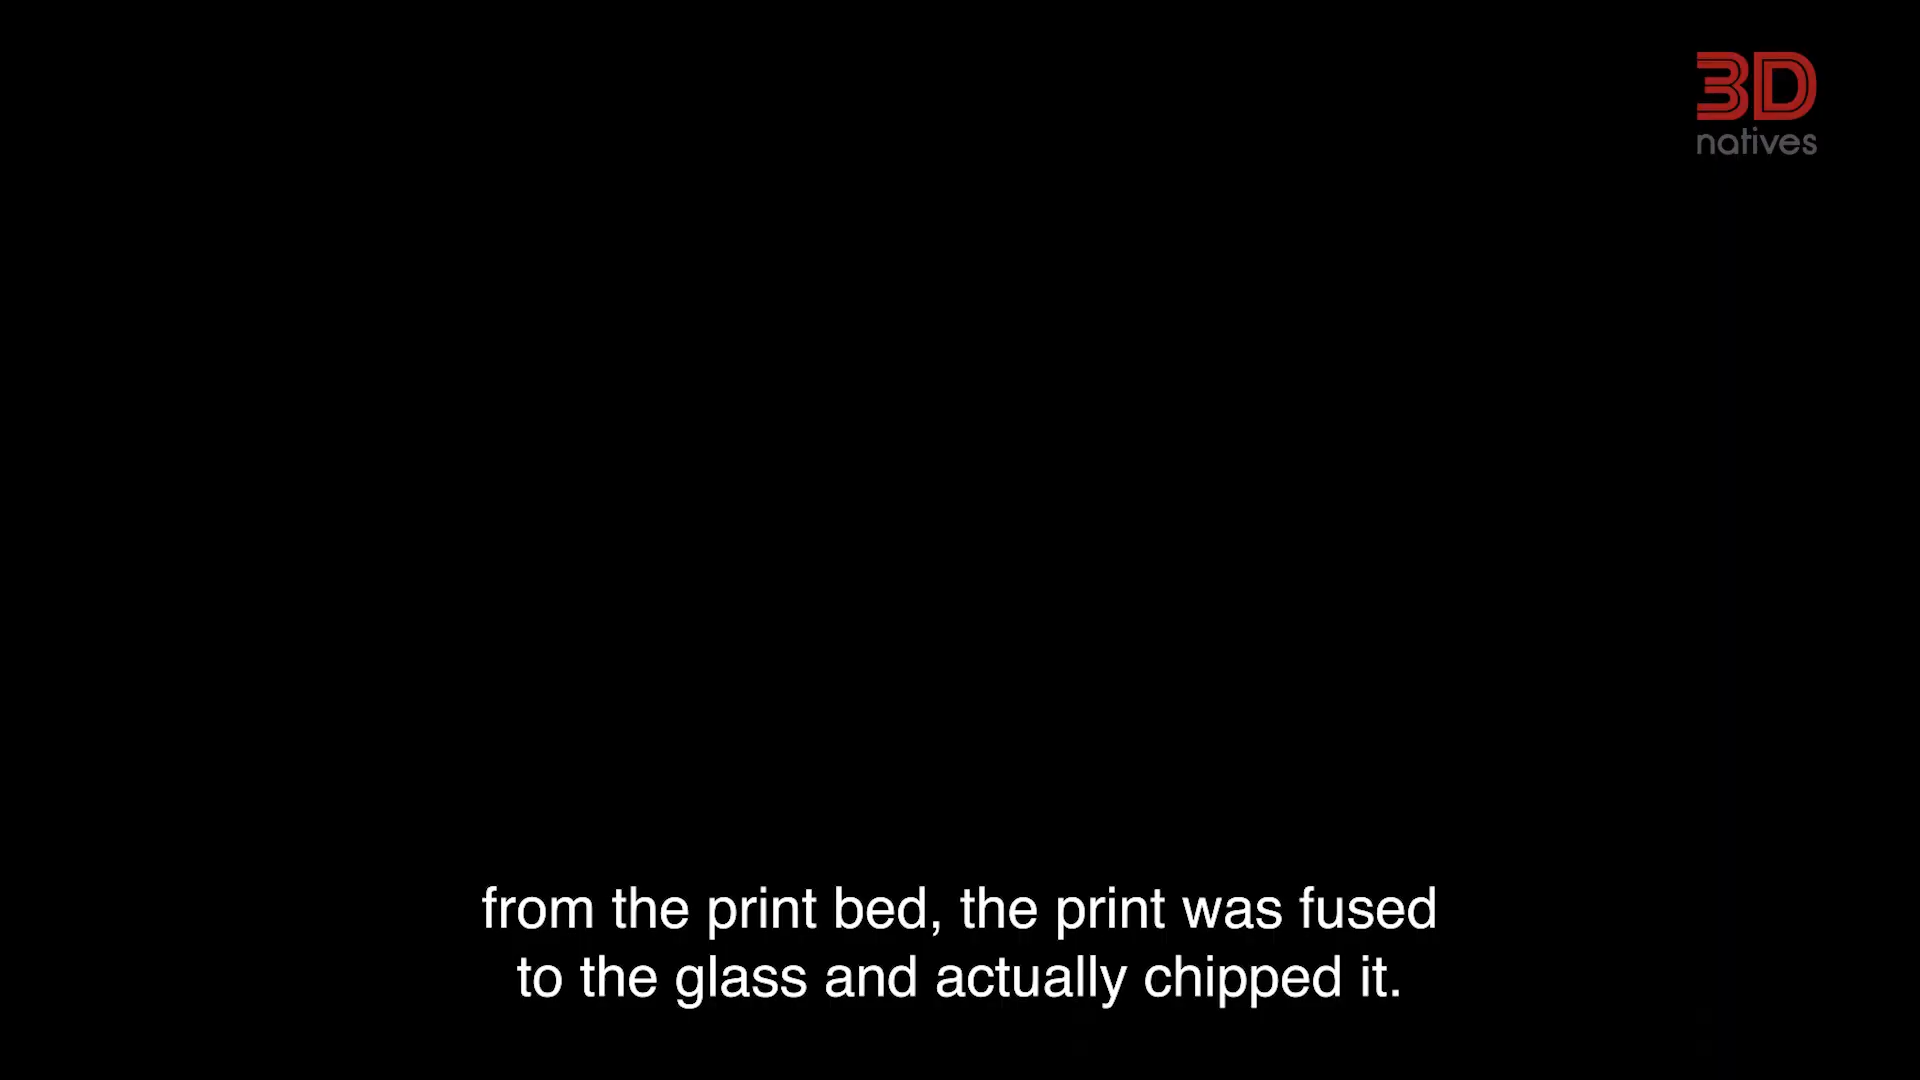 3D
natives
from the print bed, the print was fused
to the glass and actually chipped it.